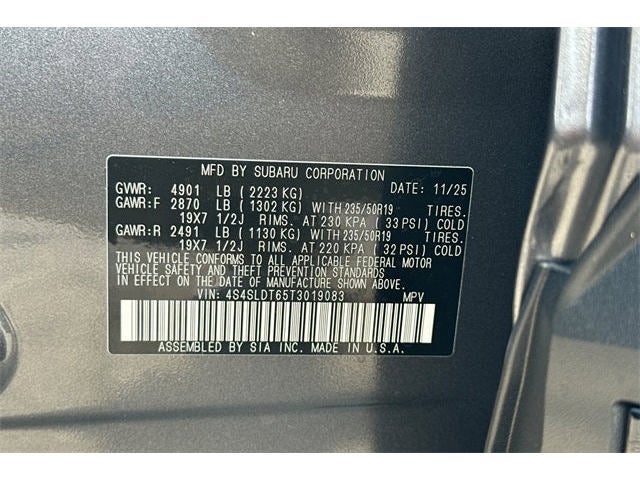 MFD BY SUBARU CORPORATION
GVWR: 4901 LB ( 2223 KG) DATE: 11/25
GAWR:F 2870 LB ( 1302 KG) WITH 235/50R19 TIRES.
19X7 1/2J RIMS. AT 230 KPA ( 33 PSI) COLD
GAWR:R 2491 LB ( 1130 KG) WITH 235/50R19 TIRES.
19X7 1/2J RIMS. AT 220 KPA ( 32 PSI) COLD
THIS VEHICLE CONFORMS TO ALL APPLICABLE FEDERAL MOTOR
VEHICLE SAFETY AND THEFT PREVENTION STANDARDS
IN EFFECT ON THE DATE OF MANUFACTURE SHOWN ABOVE.
VIN: 4S4SLDT65T3019083 MPV
ASSEMBLED BY SIA INC. MADE IN U.S.A.